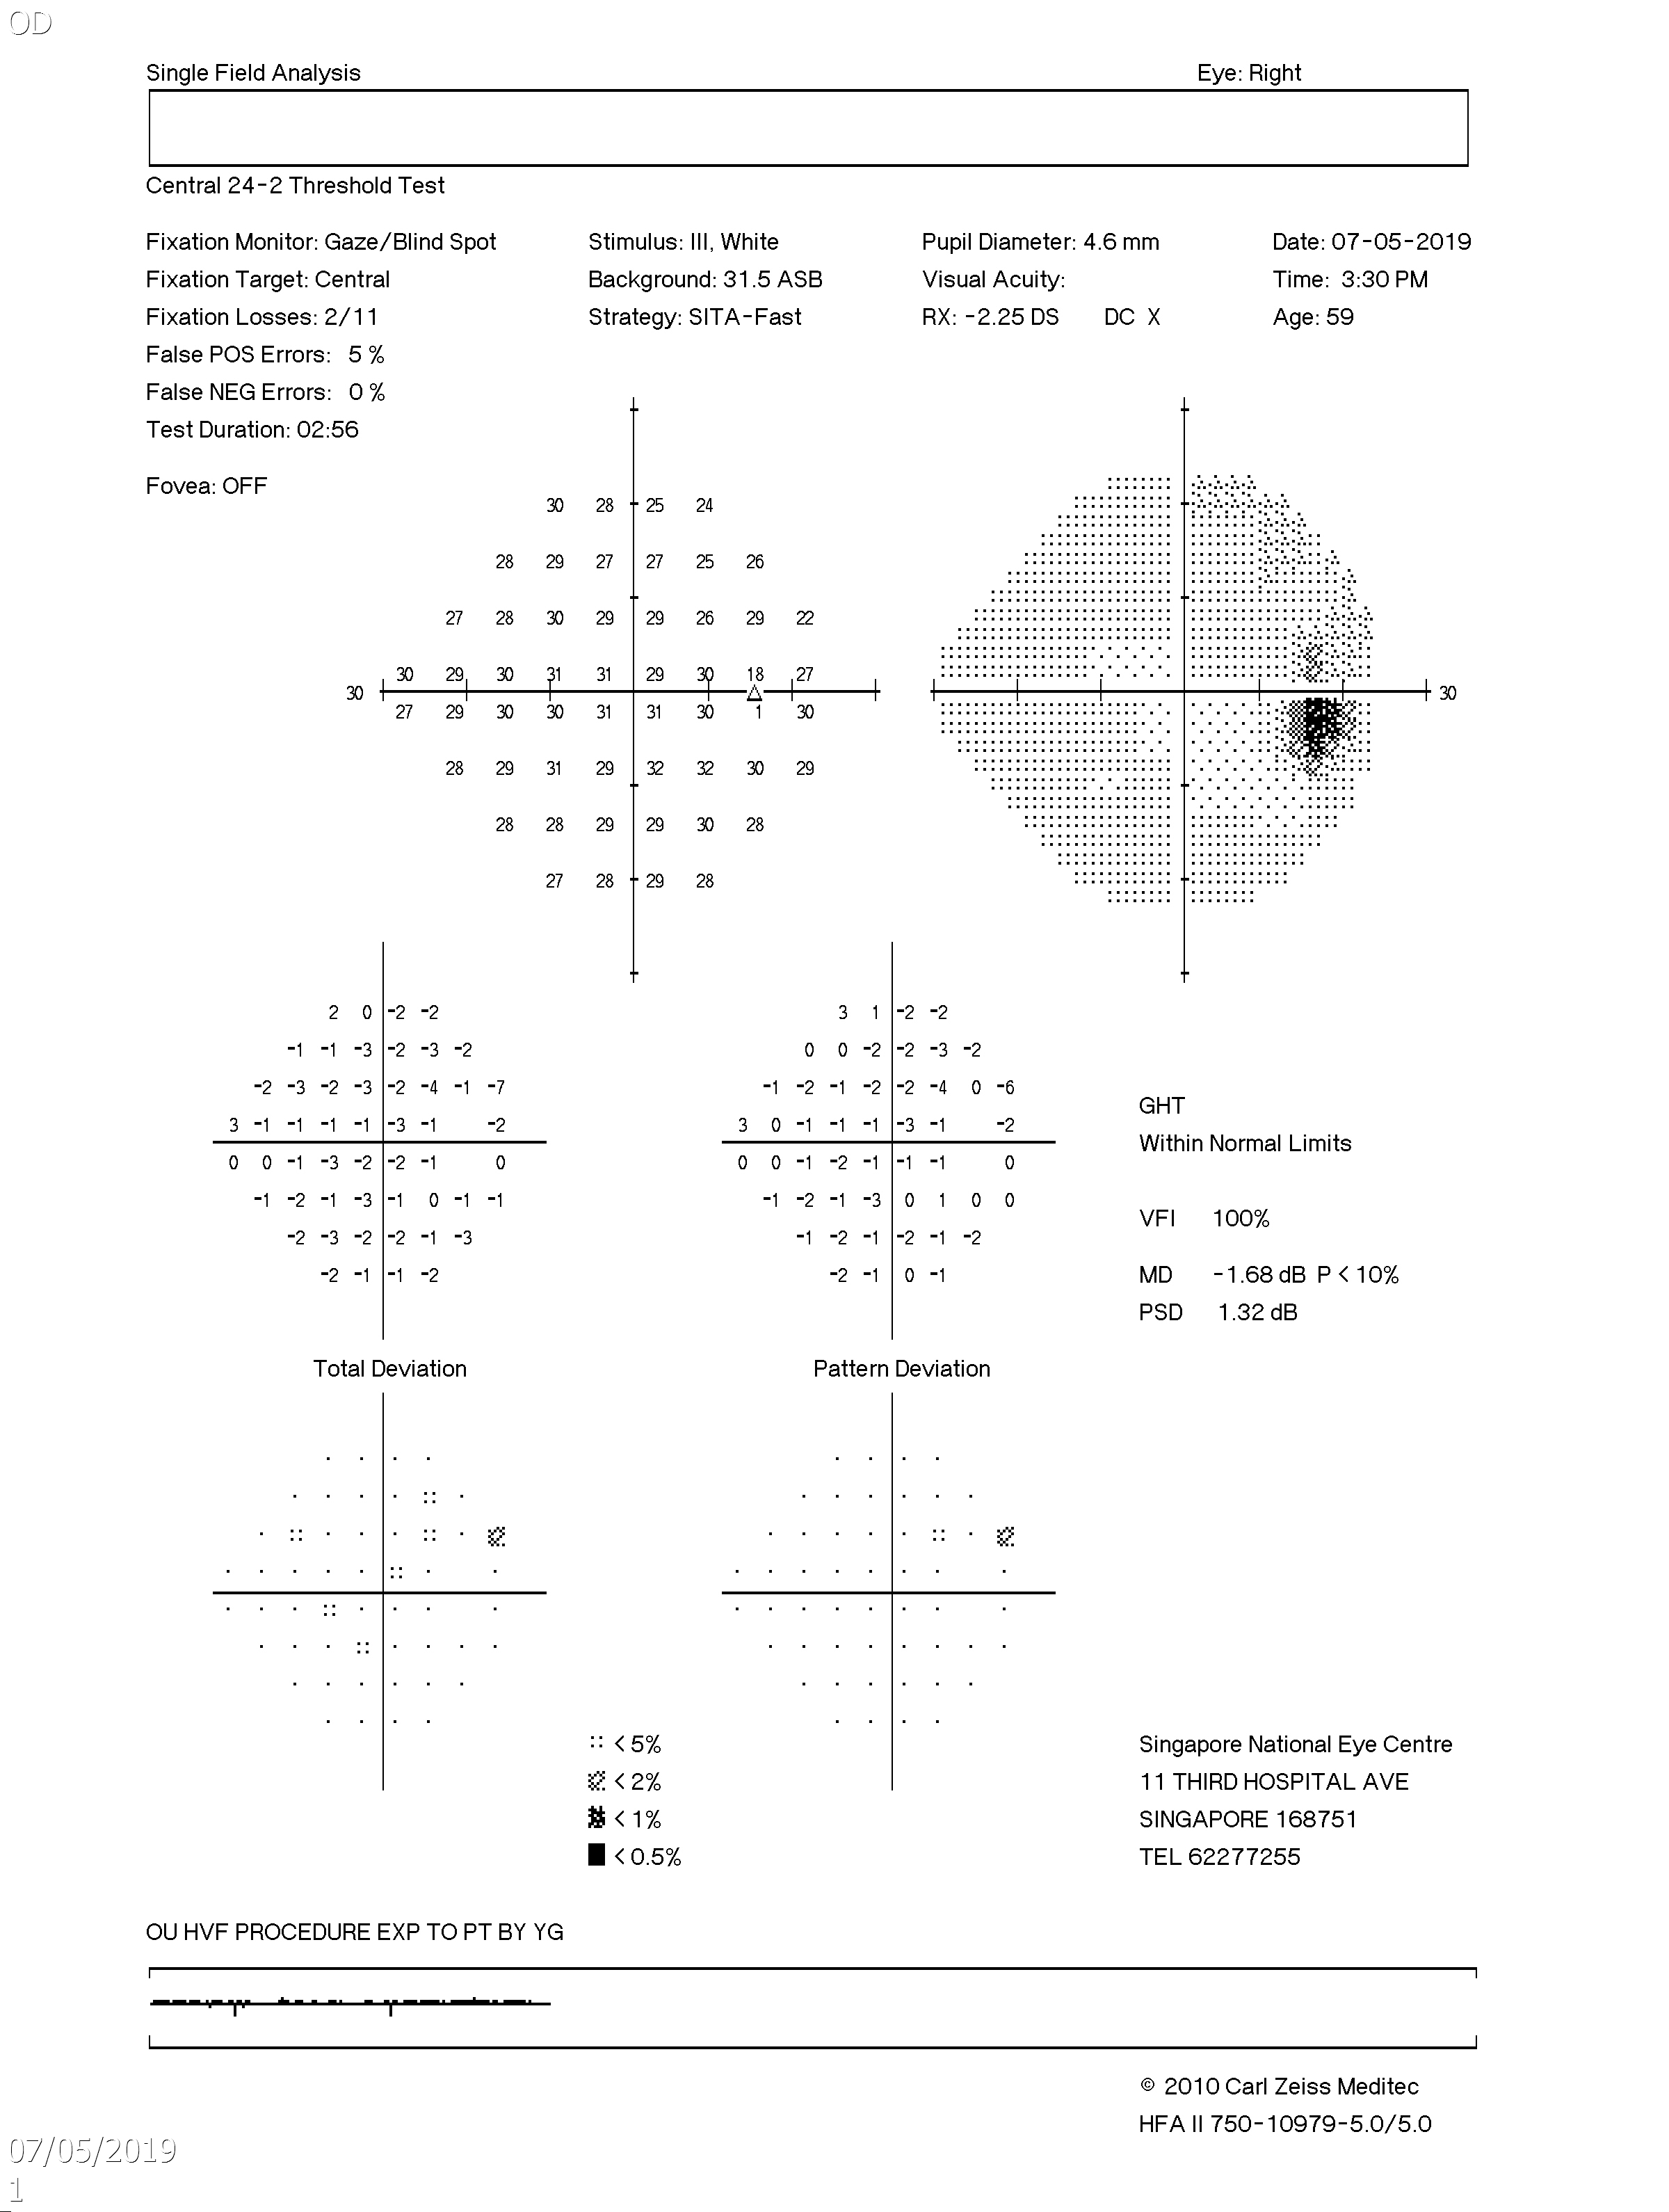 OD
Single Field Analysis Eye: Right
Central 24-2 Threshold Test
Fixation Monitor: Gaze/Blind Spot Stimulus: III, White Pupil Diameter: 4.6 mm Date: 07-05-2019
Fixation Target: Central Background: 31.5 ASB Visual Acuity: Time: 3:30 PM
Fixation Losses: 2/11 Strategy: SITA-Fast RX: -2.25 DS DC X Age: 59
False POS Errors: 5 %
False NEG Errors: 0 %
Test Duration: 02:56
Fovea: OFF
30 28 25 24
28 29 27 27 25 26
27 28 30 29 29 26 29 22
30 29 30 31 31 29 30 18 27
30 30
27 29 30 30 31 31 30 1 30
28 29 31 29 32 32 30 29
28 28 29 29 30 28
27 28 29 28
2 0 -2 -2 3 1 -2 -2
-1 -1 -3 -2 -3 -2 0 0 -2 -2 -3 -2
-2 -3 -2 -3 -2 -4 -1 -7 -1 -2 -1 -2 -2 -4 0 -6
3 -1 -1 -1 -1 -3 -1 -2 3 0 -1 -1 -1 -3 -1 -2
0 0 -1 -3 -2 -2 -1 0 0 0 -1 -2 -1 -1 -1 0
-1 -2 -1 -3 -1 0 -1 -1 -1 -2 -1 -3 0 1 0 0
-2 -3 -2 -2 -1 -3 -1 -2 -1 -2 -1 -2
-2 -1 -1 -2 -2 -1 0 -1
GHT
Within Normal Limits
VFI 100%
MD -1.68 dB P < 10%
PSD 1.32 dB
Total Deviation Pattern Deviation
< 5%
< 2%
< 1%
< 0.5%
Singapore National Eye Centre
11 THIRD HOSPITAL AVE
SINGAPORE 168751
TEL 62277255
OU HVF PROCEDURE EXP TO PT BY YG
© 2010 Carl Zeiss Meditec
HFA II 750-10979-5.0/5.0
07/05/2019
1